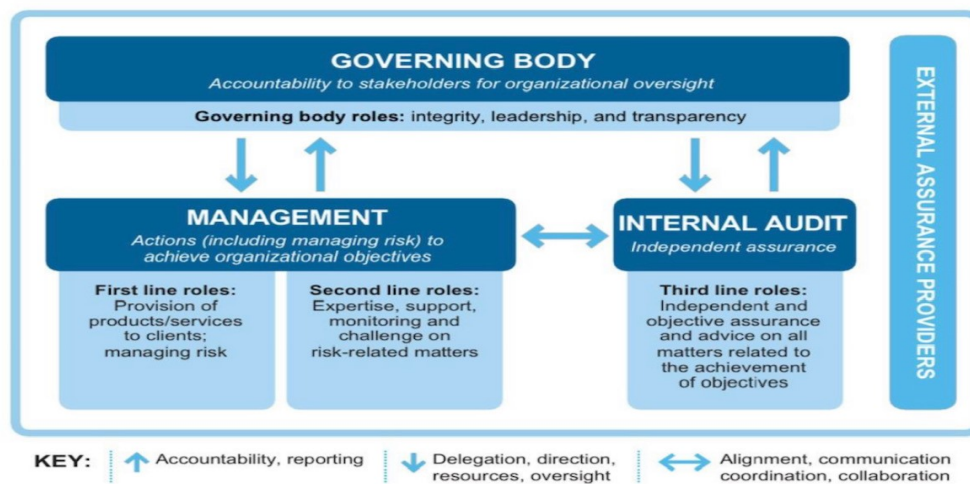 GOVERNING BODY
Accountability to stakeholders for organizational oversight
Governing body roles: integrity, leadership, and transparency
MANAGEMENT
Actions (including managing risk) to
achieve organizational objectives
INTERNAL AUDIT
Independent assurance
First line roles:
Provision of
products/services
to clients;
managing risk
Second line roles:
Expertise, support,
monitoring and
challenge on
risk-related matters
Third line roles:
Independent and
objective assurance
and advice on all
matters related to
the achievement
of objectives
EXTERNAL ASSURANCE PROVIDERS
KEY:
Accountability, reporting
Delegation, direction,
resources, oversight
Alignment, communication
coordination, collaboration